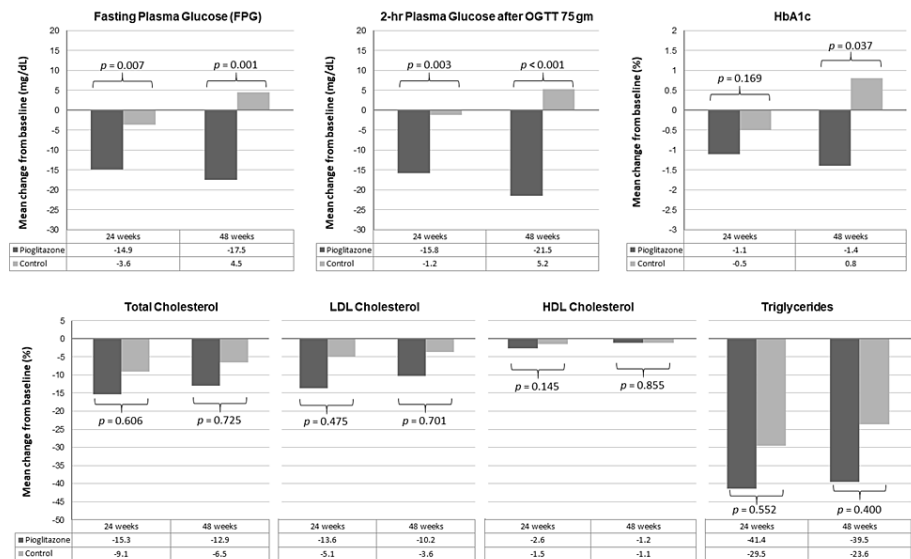 Fasting Plasma Glucose (FPG)
Mean change from baseline (mg/dL)
20
15
10
5
0
-5
-10
-15
-20
-25
-30
p = 0.007
p = 0.001
24 weeks 48 weeks
Pioglitazone -14.9 -17.5
Control -3.6 4.5
2-hr Plasma Glucose after OGTT 75 gm
Mean change from baseline (mg/dL)
20
15
10
5
0
-5
-10
-15
-20
-25
-30
p = 0.003
p < 0.001
24 weeks 48 weeks
Pioglitazone -15.8 -21.5
Control -1.2 5.2
HbA1c
Mean change from baseline (%)
2
1.5
1
0.5
0
-0.5
-1
-1.5
-2
-2.5
-3
p = 0.169
p = 0.037
24 weeks 48 weeks
Pioglitazone -1.1 -1.4
Control -0.5 0.8
Total Cholesterol LDL Cholesterol HDL Cholesterol Triglycerides
Mean change from baseline (%)
5
0
-5
-10
-15
-20
-25
-30
-35
-40
-45
-50
p = 0.606 p = 0.725 p = 0.475 p = 0.701 p = 0.145 p = 0.855 p = 0.552 p = 0.400
24 weeks 48 weeks 24 weeks 48 weeks 24 weeks 48 weeks 24 weeks 48 weeks
Pioglitazone -15.3 -12.9 -13.6 -10.2 -2.6 -1.2 -41.4 -39.5
Control -9.1 -6.5 -5.1 -3.6 -1.5 -1.1 -29.5 -23.6